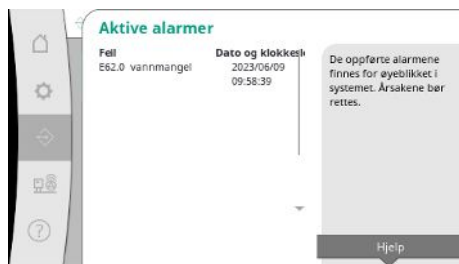 Aktive alarmer
Feil Dato og klokkesl
E62.0 vannmangel 2023/06/09
09:58:39
De oppførte alarmene
finnes for øyeblikket i
systemet. Årsakene bør
rettes.
Hjelp